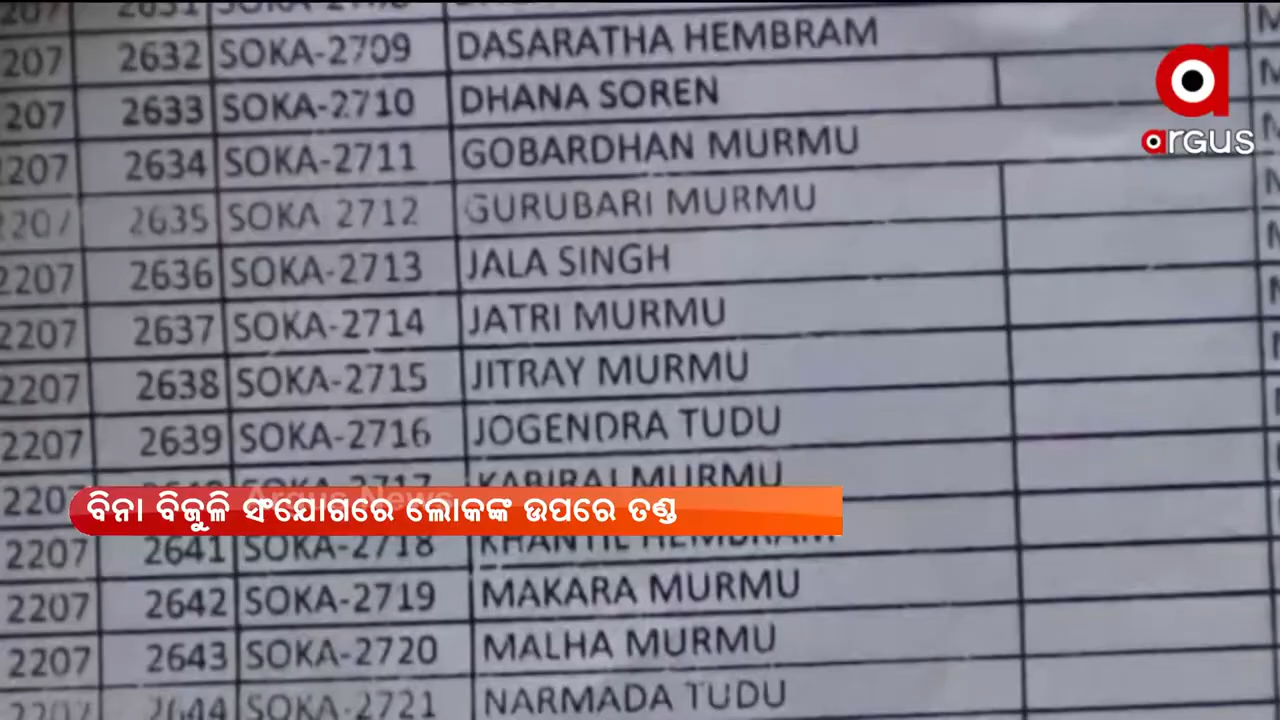 207 2631
207 2632 SOKA-2709 DASARATHA HEMBRAM M
207 2633 SOKA-2710 DHANA SOREN
207 2634 SOKA-2711 GOBARDHAN MURMU
2207 2635 SOKA 2712 GURUBARI MURMU
2207 2636 SOKA-2713 JALA SINGH
2207 2637 SOKA-2714 JATRI MURMU
2207 2638 SOKA-2715 JITRAY MURMU
2207 2639 SOKA-2716 JOGENDRA TUDU
KABIRAJ MURMU
2207 2641 SOKA-2718 HEMBRAM
2207 2642 SOKA-2719 MAKARA MURMU
2207 2643 SOKA-2720 MALHA MURMU
2207 2644 SOKA-2721 NARMADA TUDU
a
argus
Argus News
ବିନା ବିଜୁଳି ସଂଯୋଗରେ ଲୋକଙ୍କ ଉପରେ ତଣ୍ଡ